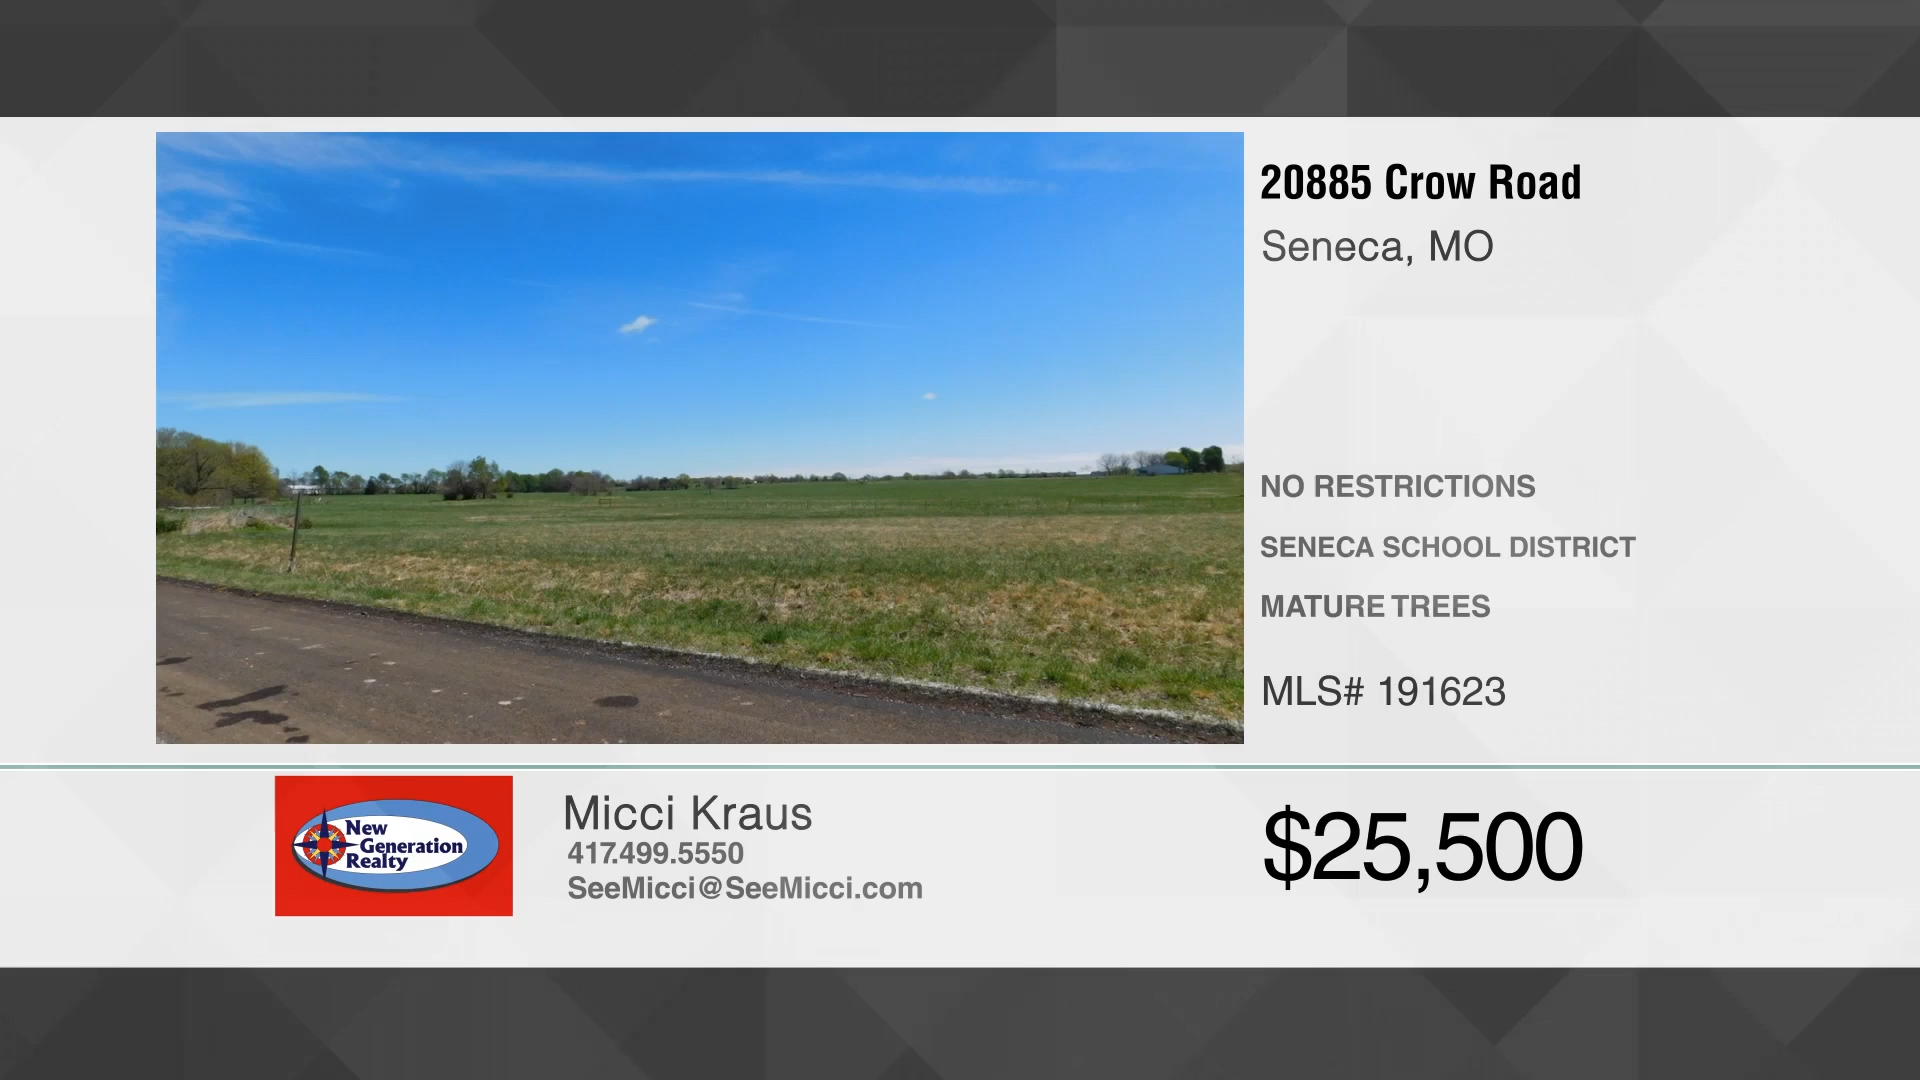 20885 Crow Road
Seneca, MO
NO RESTRICTIONS
SENECA SCHOOL DISTRICT
MATURE TREES
MLS# 191623
New
Generation
Realty
Micci Kraus
417.499.5550
SeeMicci@SeeMicci.com
$25,500